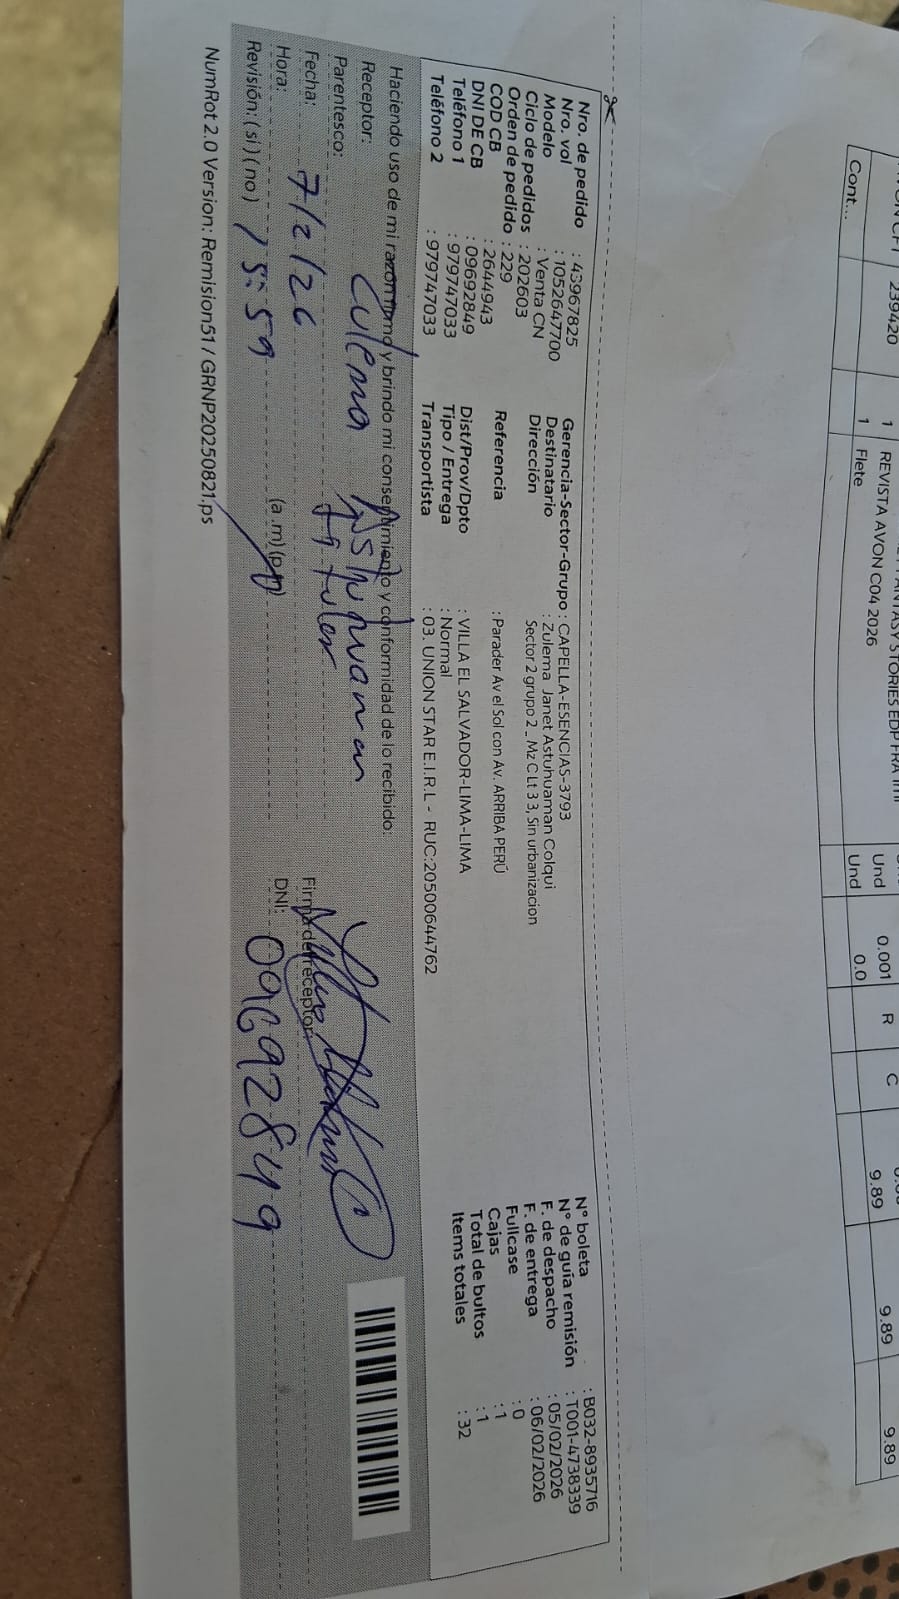 239420 1 REVISTA AVON C04 2026 Und 0.001 R C 9.89 9.89 9.89
Cont... 1 Flete Und 0.0
Nro. de pedido : 43967825
Nro. vol : 1052647700
Modelo : Venta CN
Ciclo de pedidos : 202603
Orden de pedido : 229
COD CB : 2644943
DNI DE CB : 09692849
Teléfono 1 : 979747033
Teléfono 2 : 979747033
Gerencia-Sector-Grupo : CAPELLA-ESENCIAS-3793
Destinatario : Zulema Janet Astuhuaman Colqui
Dirección : Sector 2 grupo 2 _ Mz C Lt 3 3, Sin urbanizacion
Referencia : Parader Av el Sol con Av. ARRIBA PERÚ
Dist/Prov/Dpto : VILLA EL SALVADOR-LIMA-LIMA
Tipo / Entrega : Normal
Transportista : 03. UNION STAR E.I.R.L - RUC:20500644762
N° boleta : B032-8935716
N° de guía remisión : T001-4738339
F. de despacho : 05/02/2026
F. de entrega : 06/02/2026
Fullcase : 0
Cajas : 1
Total de bultos : 1
Items totales : 32
Haciendo uso de mi razón firmo y brindo mi consentimiento y conformidad de lo recibido:
Receptor: Zulema Astuhuaman
Parentesco: titular
Fecha: 7/2/26
Firma del receptor:
Hora: 15:59 (a.m)(p.m)
DNI: 09692849
Revisión: (si) (no)
NumRot 2.0 Version: Remision51 / GRNP20250821.ps